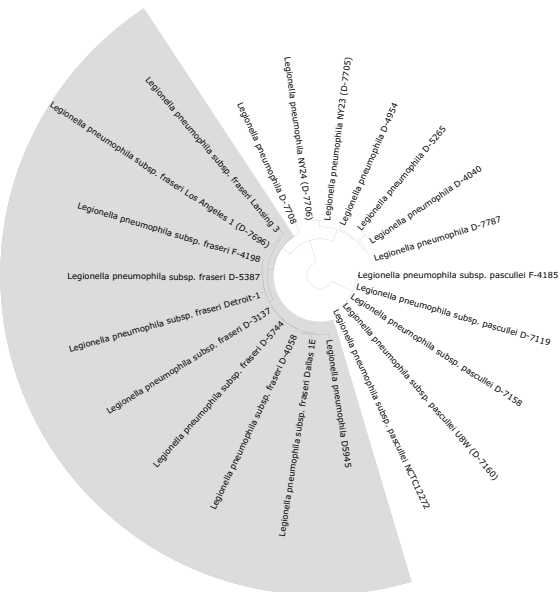 Legionella pneumophila subsp. fraseri Lansing 3
Legionella pneumophila D-7708
Legionella pneumophila NY24 (D-7706)
Legionella pneumophila NY23 (D-7705)
Legionella pneumophila D-4954
Legionella pneumophila D-5265
Legionella pneumophila D-4040
Legionella pneumophila D-7787
Legionella pneumophila subsp. pascullei F-4185
Legionella pneumophila subsp. pascullei D-7119
Legionella pneumophila subsp. pascullei D-7158
Legionella pneumophila subsp. pascullei U8W (D-7160)
Legionella pneumophila subsp. pascullei NCTC12272
Legionella pneumophila D5945
Legionella pneumophila subsp. fraseri Dallas 1E
Legionella pneumophila subsp. fraseri D-4058
Legionella pneumophila subsp. fraseri D-5744
Legionella pneumophila subsp. fraseri D-3137
Legionella pneumophila subsp. fraseri Detroit-1
Legionella pneumophila subsp. fraseri D-5387
Legionella pneumophila subsp. fraseri F-4198
Legionella pneumophila subsp. fraseri Los Angeles 1 (D-7696)